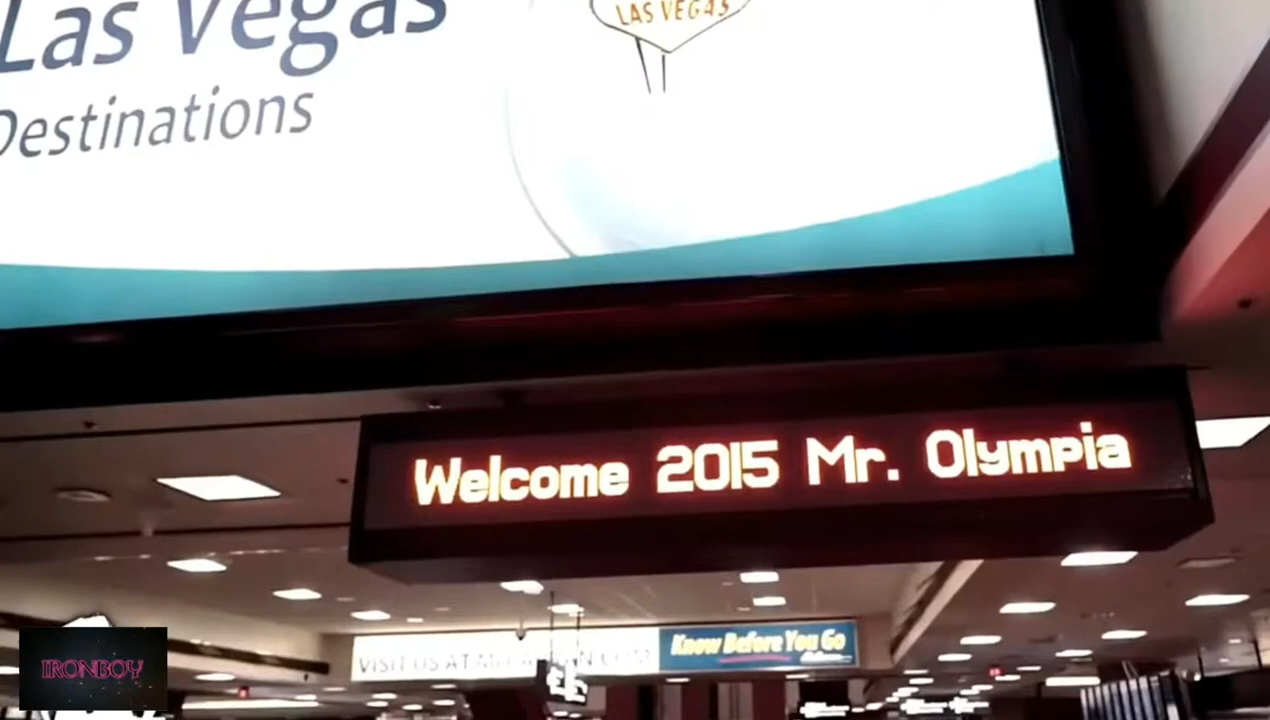 LAS VEGAS
Las Vegas
Destinations
Welcome 2015 Mr. Olympia
Know Before You Go
VISIT US AT
IRONBOY